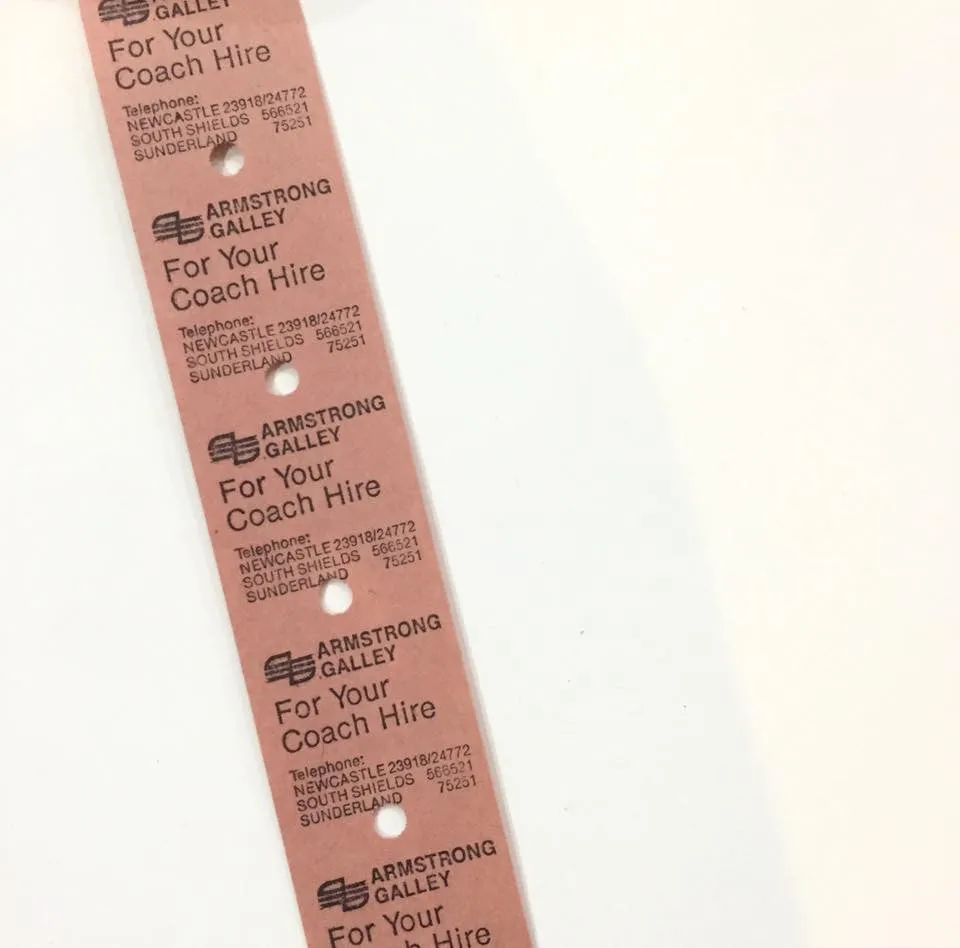 GALLEY
For Your
Coach Hire
Telephone:
NEWCASTLE 23918/24772
SOUTH SHIELDS 566521
SUNDERLAND 75251
ARMSTRONG
GALLEY
For Your
Coach Hire
Telephone:
NEWCASTLE 23918/24772
SOUTH SHIELDS 566521
SUNDERLAND 75251
ARMSTRONG
GALLEY
For Your
Coach Hire
Telephone:
NEWCASTLE 23918/24772
SOUTH SHIELDS 566521
SUNDERLAND 75251
ARMSTRONG
GALLEY
For Your
Coach Hire
Telephone:
NEWCASTLE 23918/24772
SOUTH SHIELDS 566521
SUNDERLAND 75251
ARMSTRONG
GALLEY
For Your
Hire